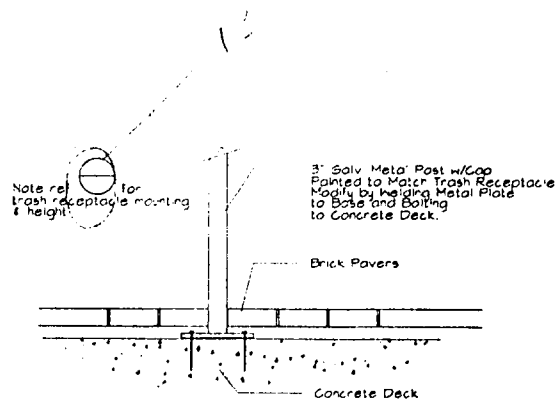 3" Galv. Metal Post w/Cap
Painted to Match Trash Receptacle
Modify by Welding Metal Plate
to Base and Bolting
to Concrete Deck.
Note for
trash receptacle mounting
& height
Brick Pavers
Concrete Deck